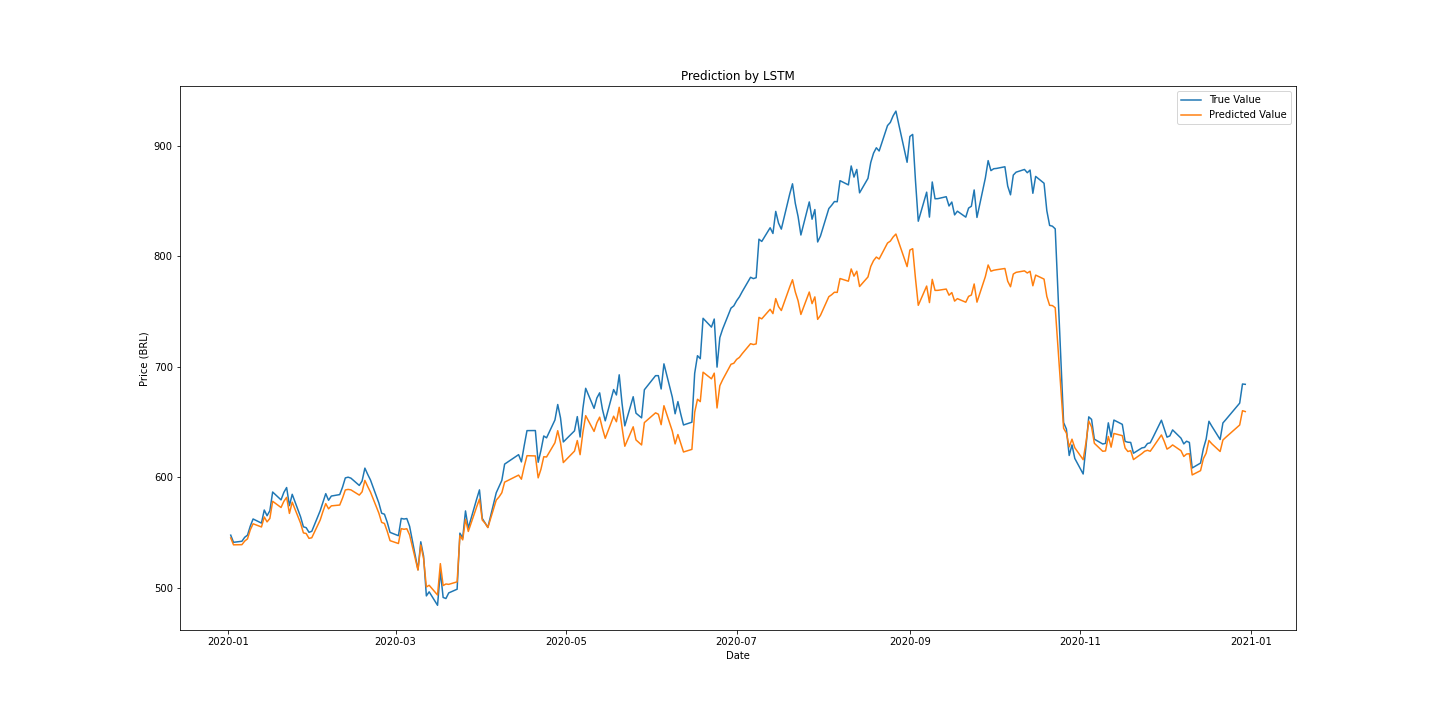 Prediction by LSTM
True Value
Predicted Value
900
800
700
600
500
Price (BRL)
2020-01
2020-03
2020-05
2020-07
2020-09
2020-11
2021-01
Date